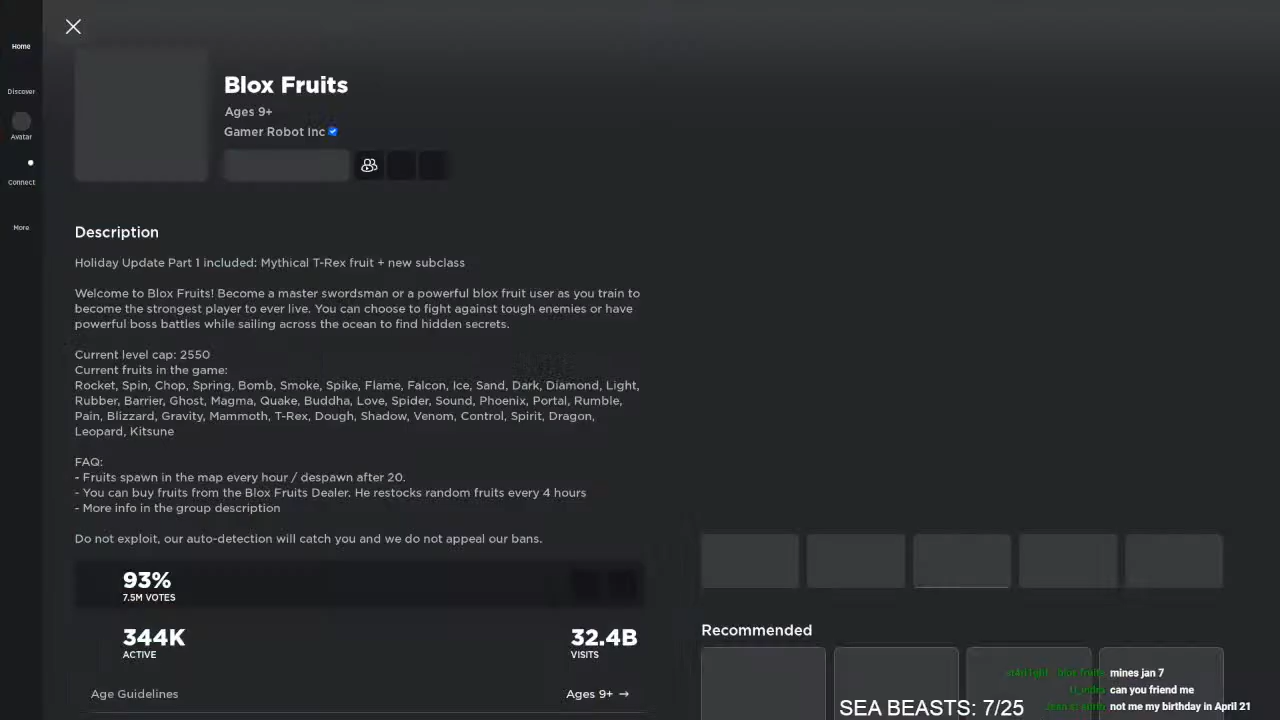 Home
Discover
Avatar
Connect
More
Blox Fruits
Ages 9+
Gamer Robot Inc
Description
Holiday Update Part 1 included: Mythical T-Rex fruit + new subclass
Welcome to Blox Fruits! Become a master swordsman or a powerful blox fruit user as you train to
become the strongest player to ever live. You can choose to fight against tough enemies or have
powerful boss battles while sailing across the ocean to find hidden secrets.
Current level cap: 2550
Current fruits in the game:
Rocket, Spin, Chop, Spring, Bomb, Smoke, Spike, Flame, Falcon, Ice, Sand, Dark, Diamond, Light,
Rubber, Barrier, Ghost, Magma, Quake, Buddha, Love, Spider, Sound, Phoenix, Portal, Rumble,
Pain, Blizzard, Gravity, Mammoth, T-Rex, Dough, Shadow, Venom, Control, Spirit, Dragon,
Leopard, Kitsune
FAQ:
- Fruits spawn in the map every hour / despawn after 20.
- You can buy fruits from the Blox Fruits Dealer. He restocks random fruits every 4 hours
- More info in the group description
Do not exploit, our auto-detection will catch you and we do not appeal our bans.
93%
7.5M VOTES
344K
ACTIVE
32.4B
VISITS
Age Guidelines
Ages 9+ →
Recommended
mines jan 7
can you friend me
not me my birthday in April 21
SEA BEASTS: 7/25